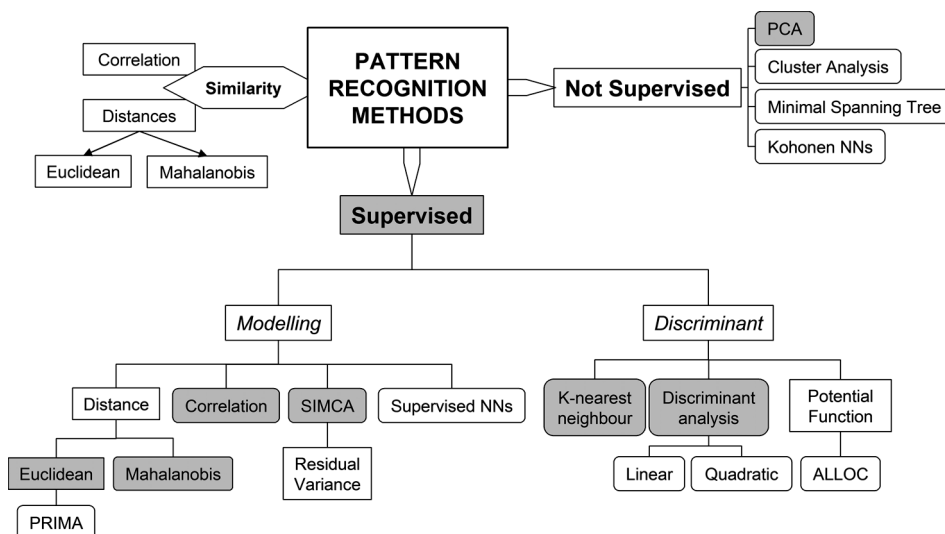 PATTERN
RECOGNITION
METHODS
Similarity
Correlation
Distances
Euclidean
Mahalanobis
Not Supervised
PCA
Cluster Analysis
Minimal Spanning Tree
Kohonen NNs
Supervised
Modelling
Distance
Correlation
SIMCA
Supervised NNs
Euclidean
Mahalanobis
Residual
Variance
PRIMA
Discriminant
K-nearest
neighbour
Discriminant
analysis
Potential
Function
Linear
Quadratic
ALLOC